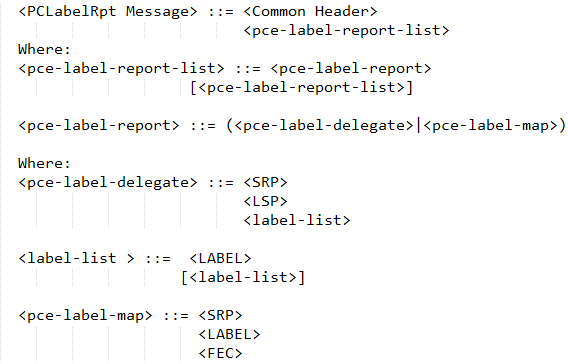 <PCLabelRpt Message> ::= <Common Header>
<pce-label-report-list>
Where:
<pce-label-report-list> ::= <pce-label-report>
[<pce-label-report-list>]
<pce-label-report> ::= (<pce-label-delegate>|<pce-label-map>)
Where:
<pce-label-delegate> ::= <SRP>
<LSP>
<label-list>
<label-list > ::= <LABEL>
[<label-list>]
<pce-label-map> ::= <SRP>
<LABEL>
<FEC>